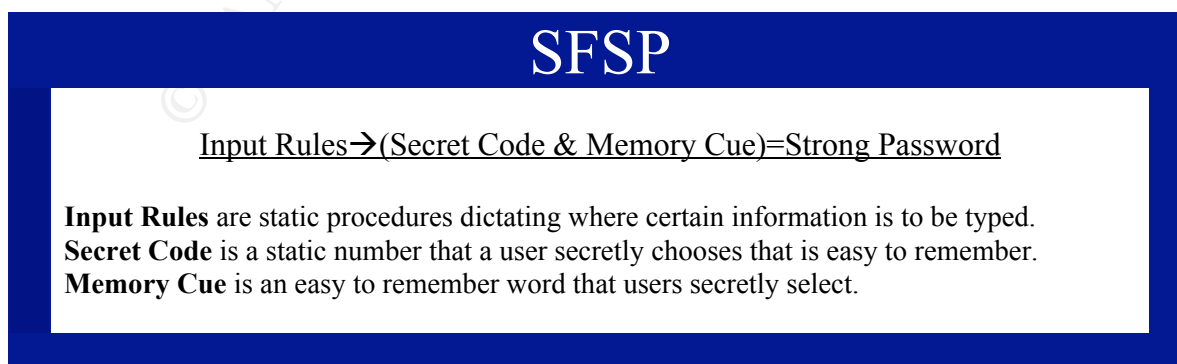 SFSP
Input Rules→(Secret Code & Memory Cue)=Strong Password
Input Rules are static procedures dictating where certain information is to be typed.
Secret Code is a static number that a user secretly chooses that is easy to remember.
Memory Cue is an easy to remember word that users secretly select.